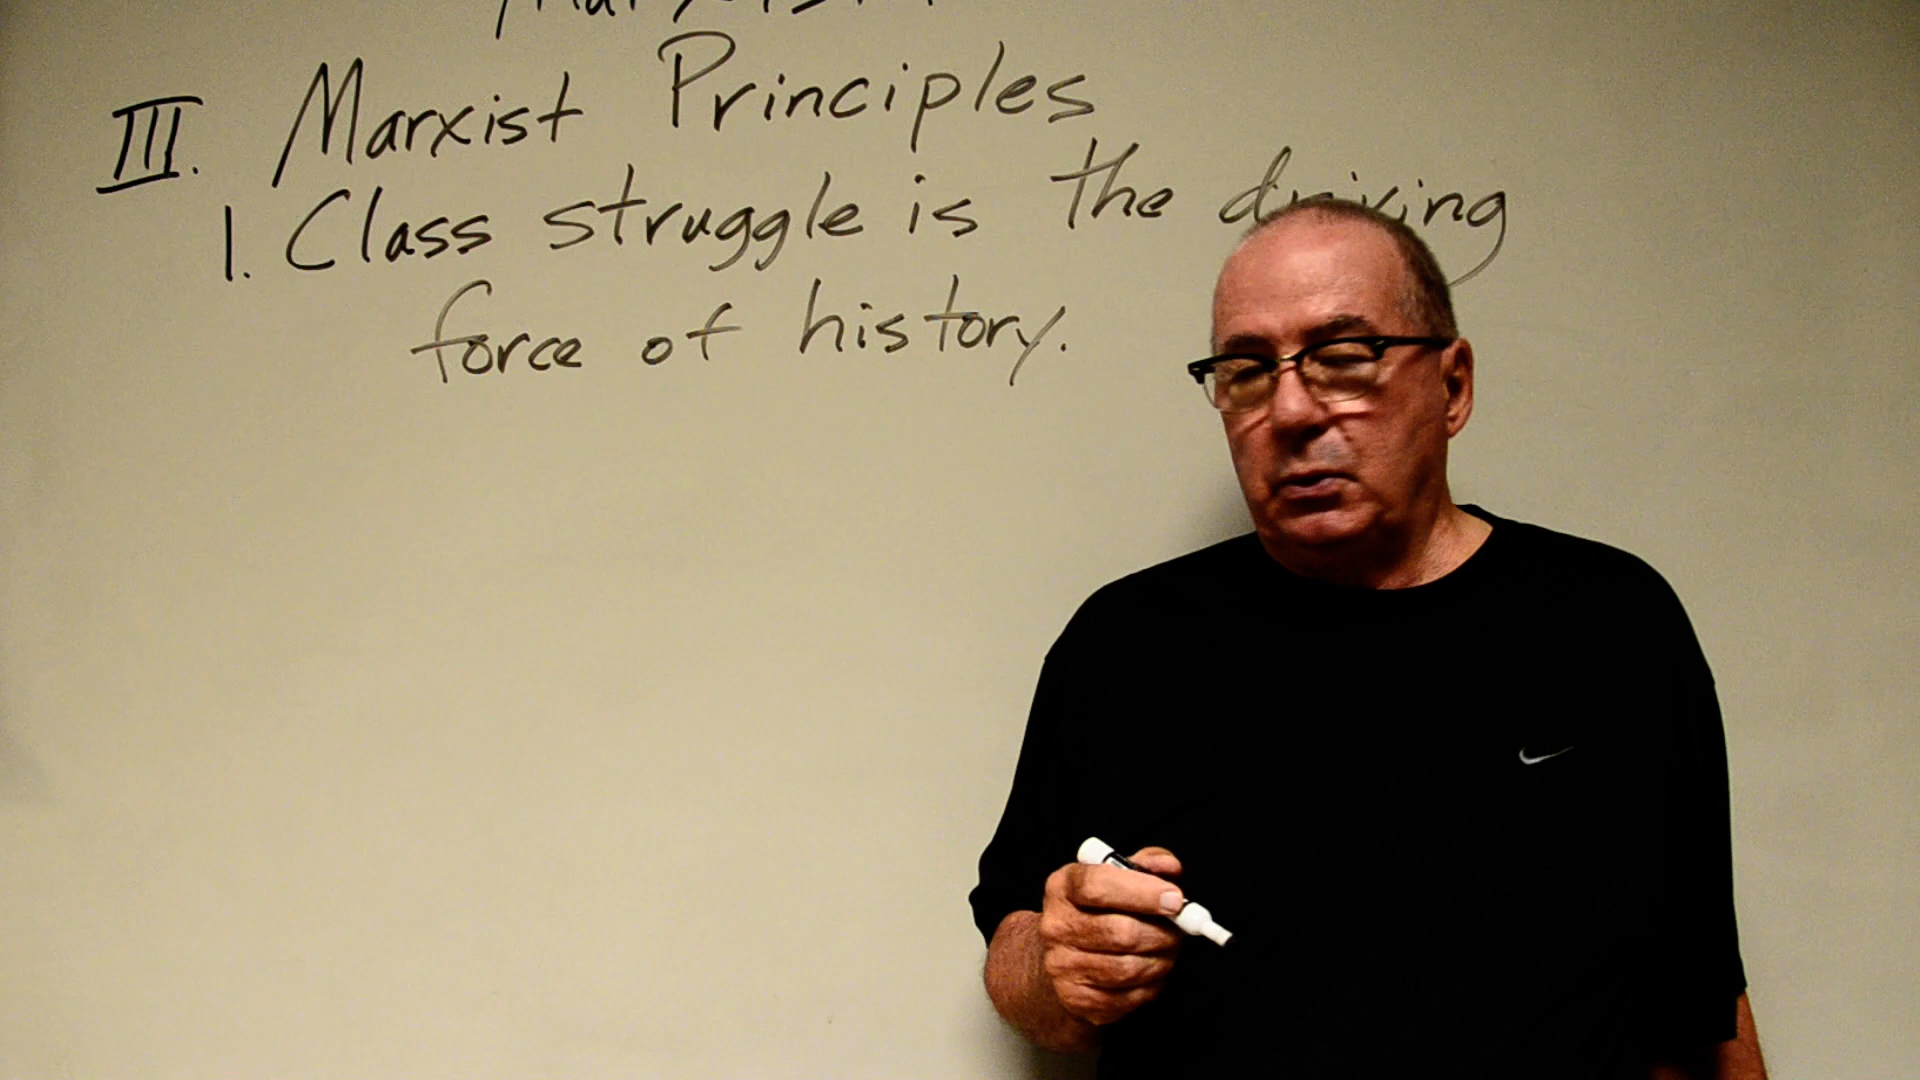 III. Marxist Principles
1. Class struggle is the driving
force of history.